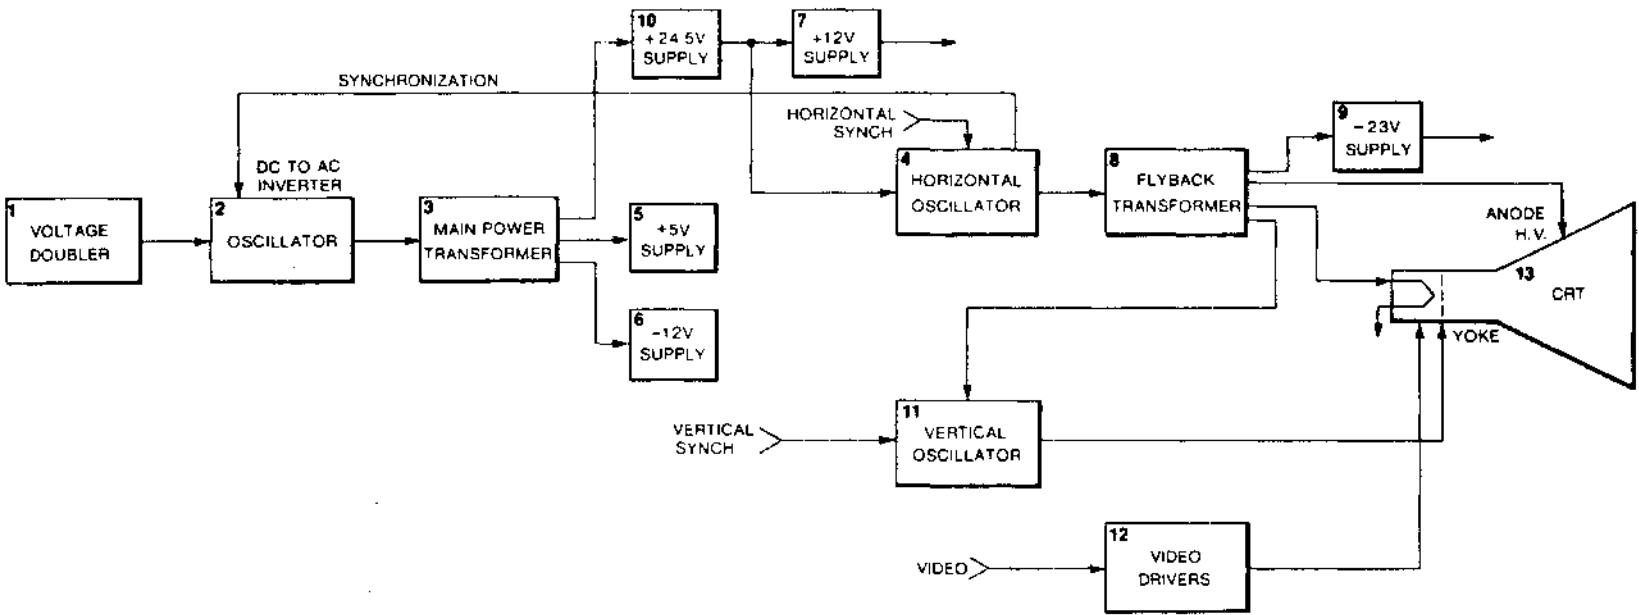 10
+24.5V
SUPPLY
7
+12V
SUPPLY
SYNCHRONIZATION
HORIZONTAL
SYNCH
9
-23V
SUPPLY
DC TO AC
INVERTER
4
HORIZONTAL
OSCILLATOR
8
FLYBACK
TRANSFORMER
1
VOLTAGE
DOUBLER
2
OSCILLATOR
3
MAIN POWER
TRANSFORMER
5
+5V
SUPPLY
ANODE
H.V.
13
CRT
6
-12V
SUPPLY
YOKE
VERTICAL
SYNCH
11
VERTICAL
OSCILLATOR
VIDEO
12
VIDEO
DRIVERS